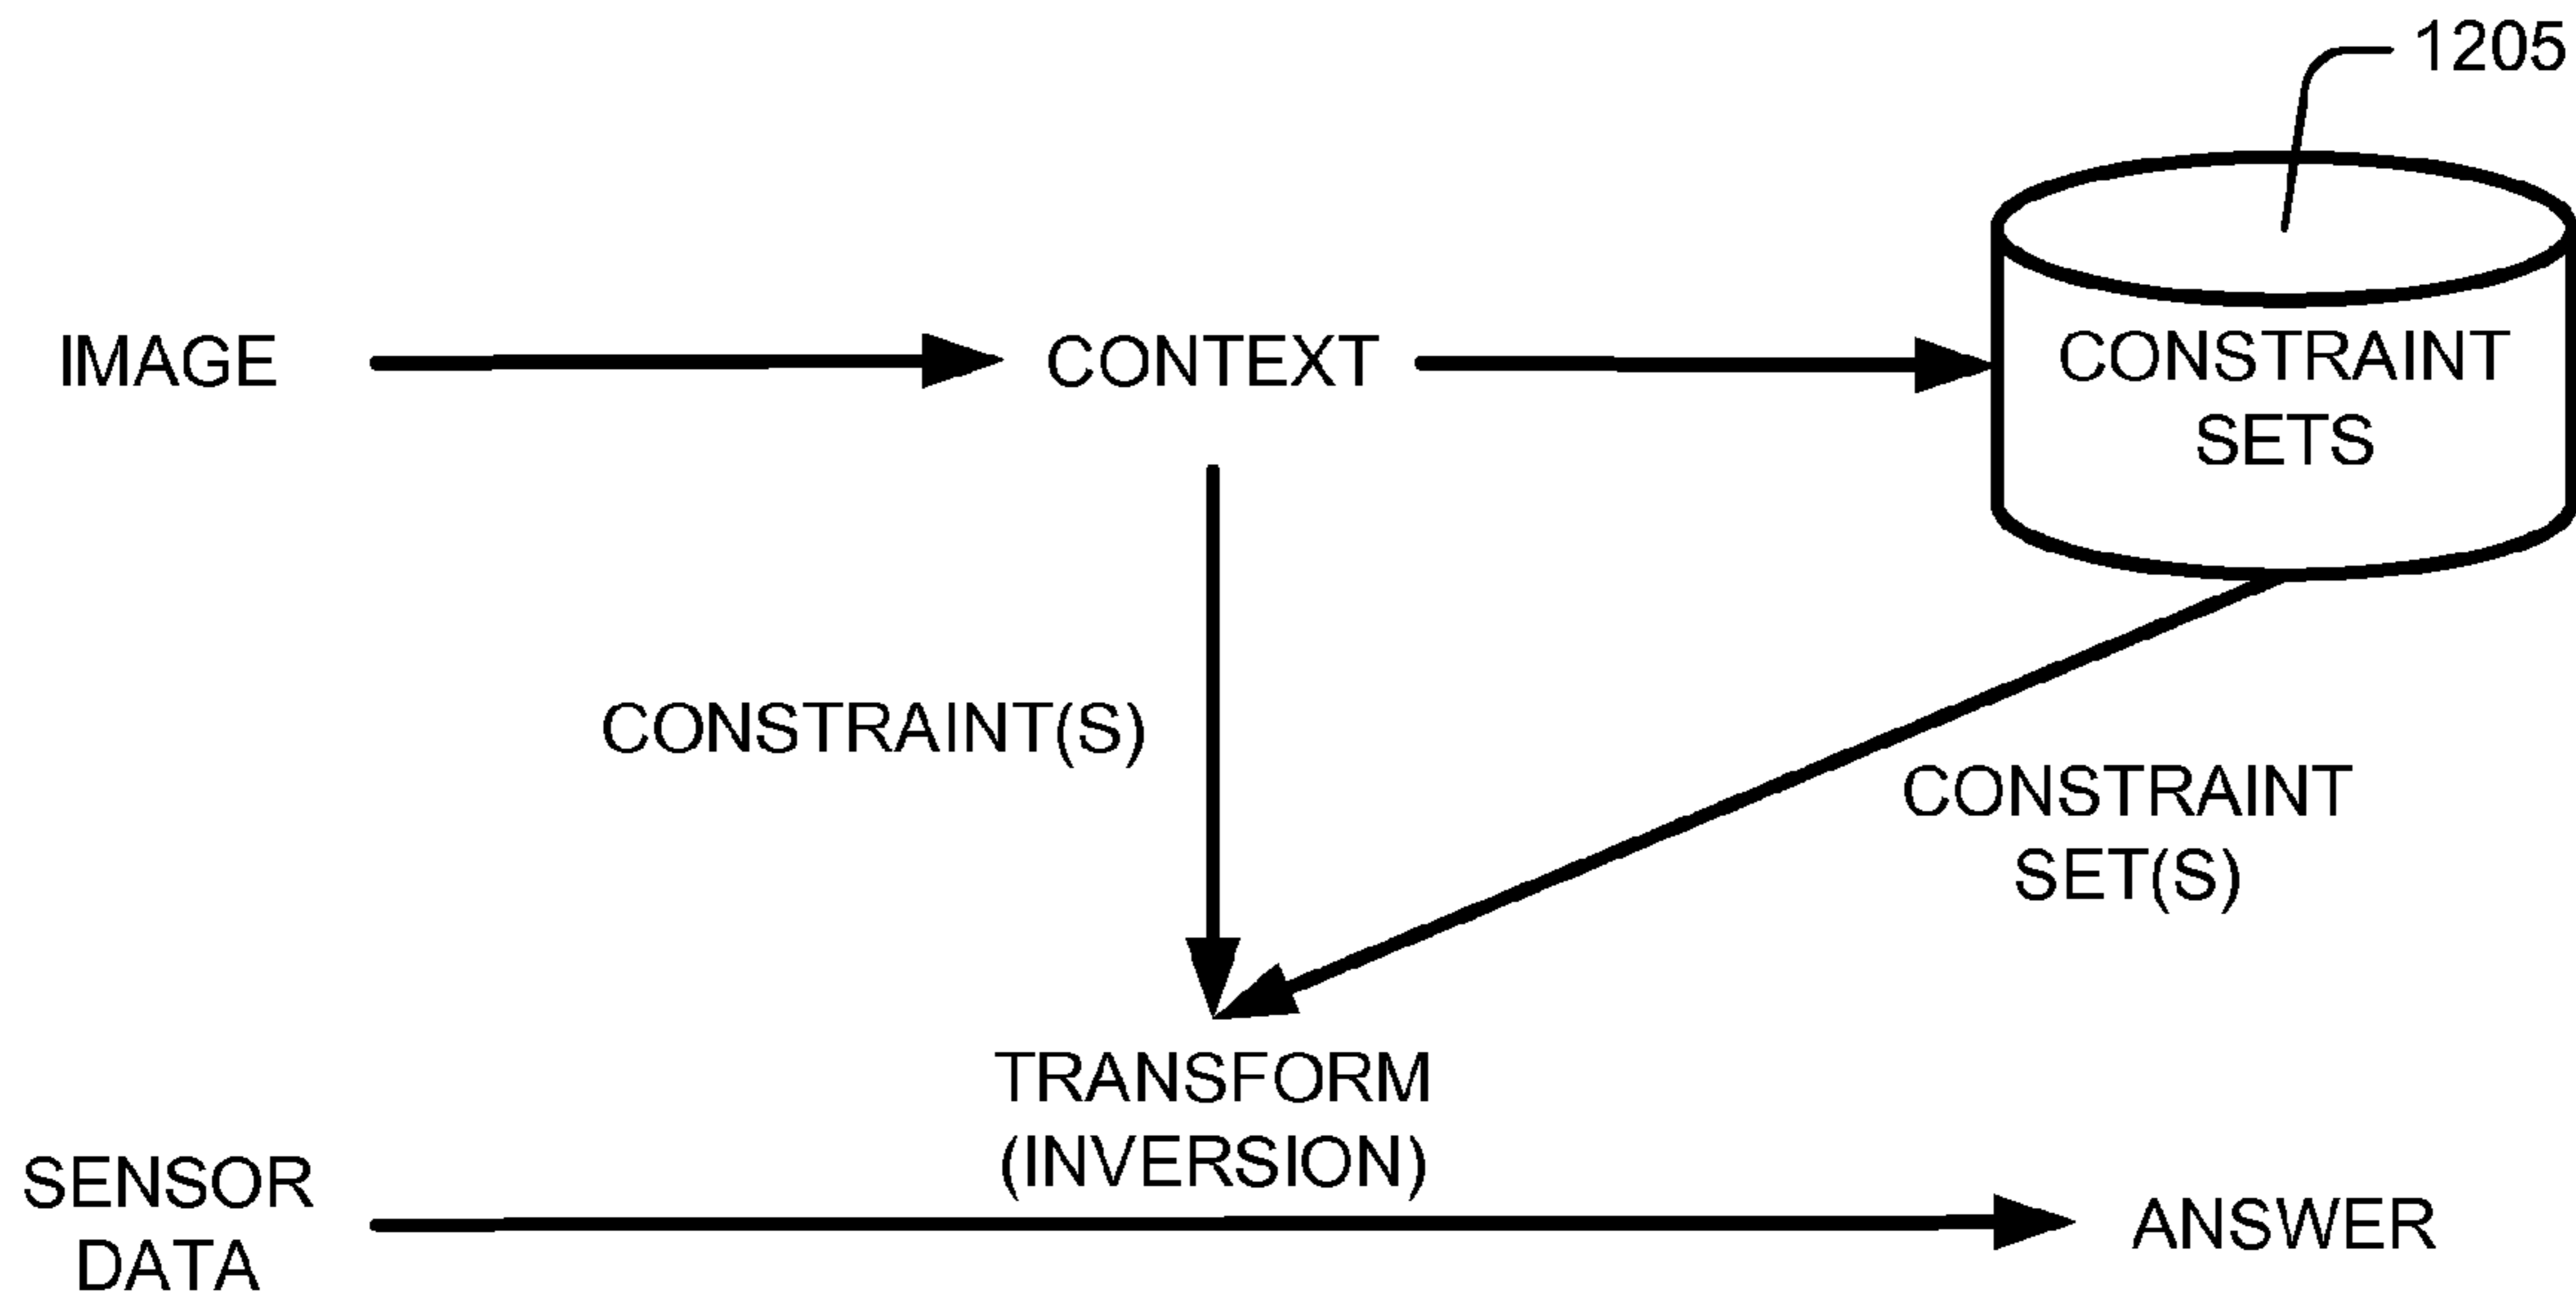 1205
IMAGE
CONTEXT
CONSTRAINT
SETS
CONSTRAINT(S)
CONSTRAINT
SET(S)
TRANSFORM
(INVERSION)
SENSOR
DATA
ANSWER